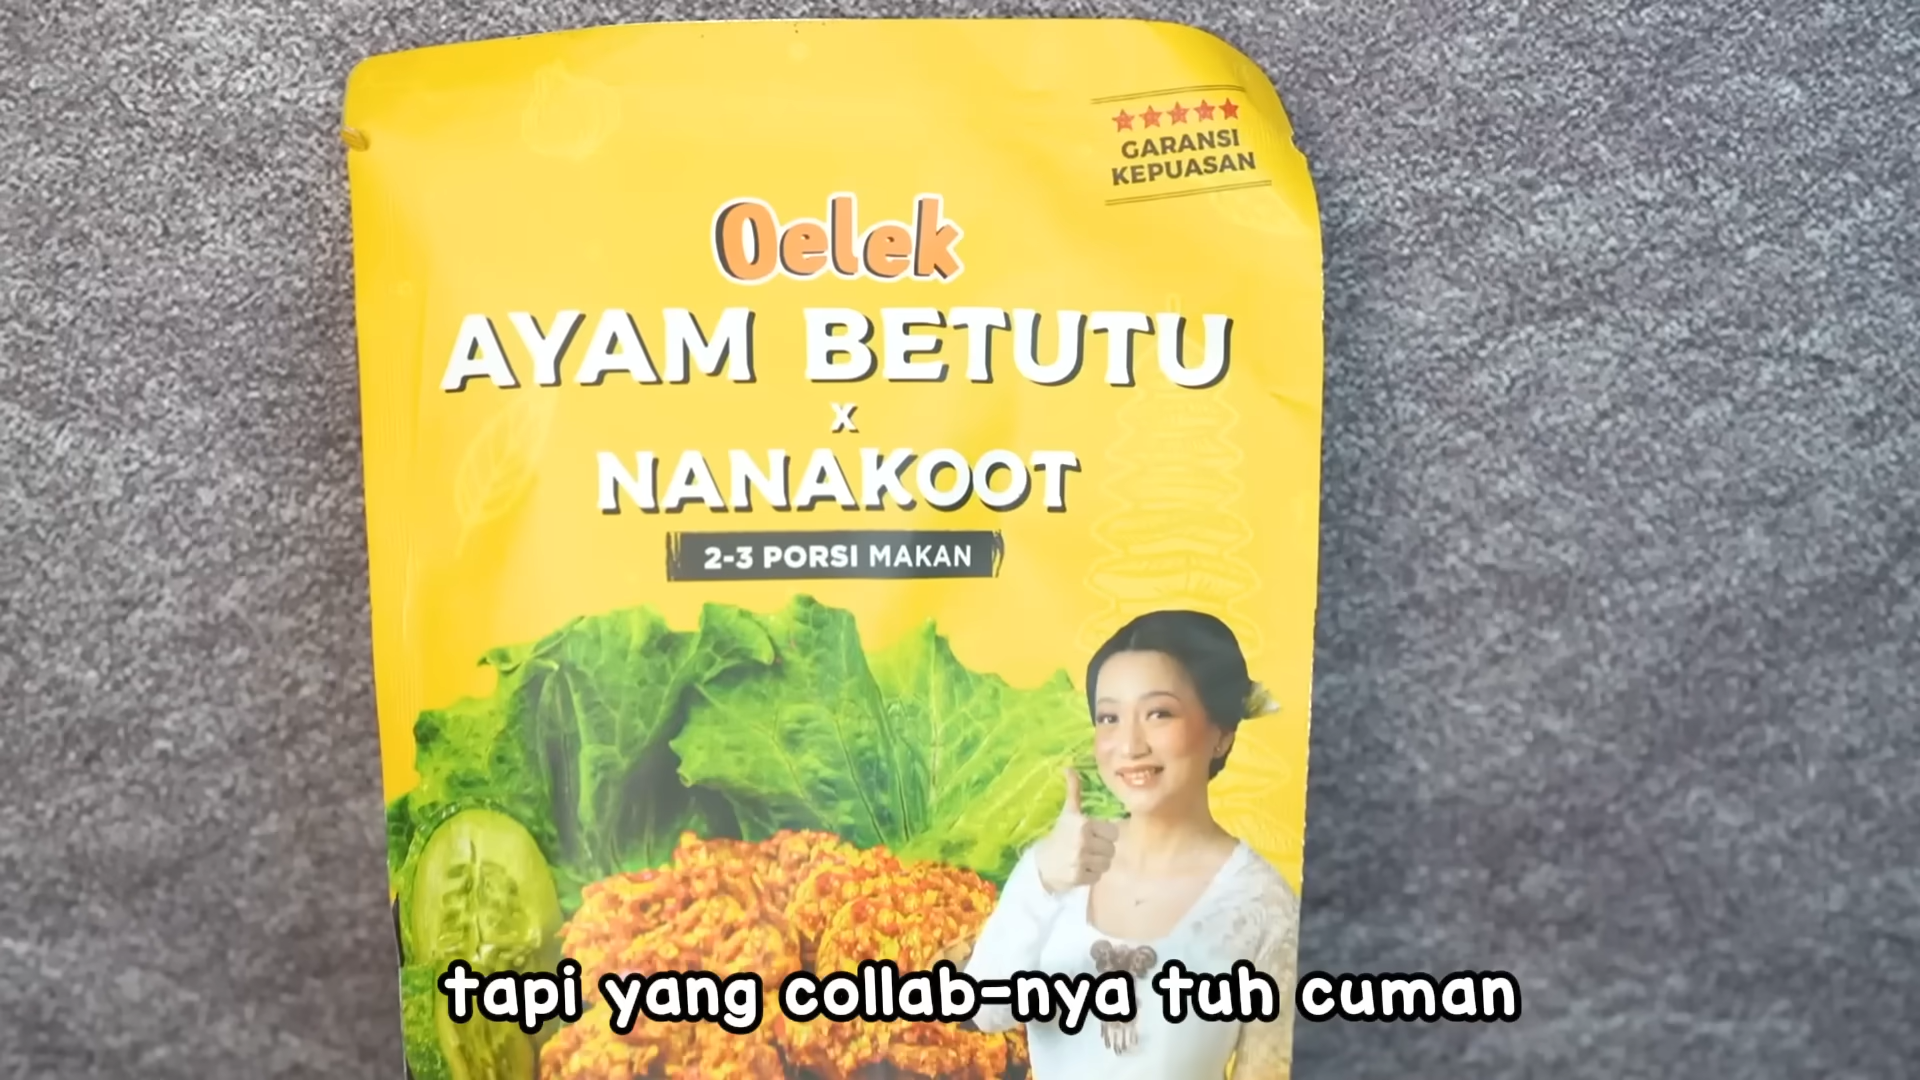 GARANSI
KEPUASAN
Oelek
AYAM BETUTU
x
NANAKOOT
2-3 PORSI MAKAN
tapi yang collab-nya tuh cuman